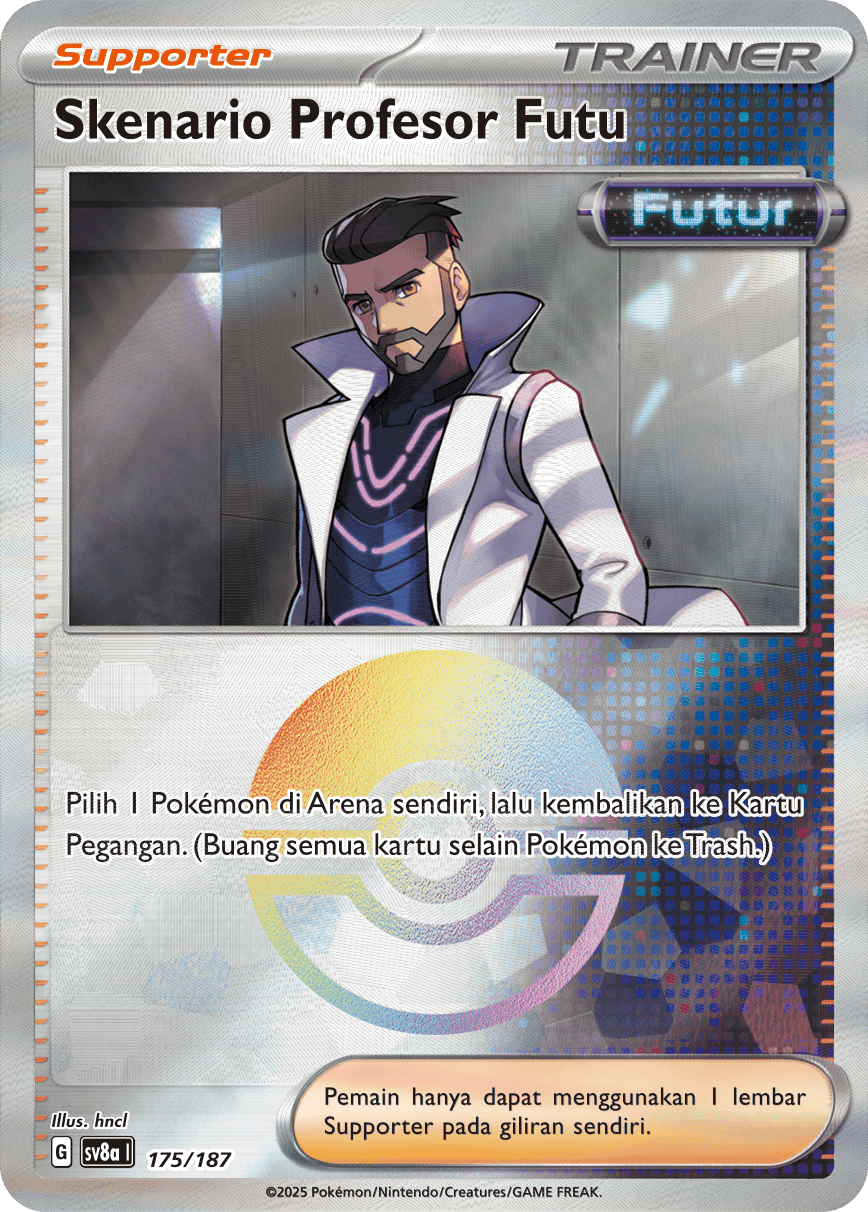 Supporter
TRAINER
Skenario Profesor Futu
Futur
Pilih 1 Pokémon di Arena sendiri, lalu kembalikan ke Kartu
Pegangan. (Buang semua kartu selain Pokémon ke Trash.)
Pemain hanya dapat menggunakan 1 lembar
Supporter pada giliran sendiri.
Illus. hncl
G sv8a I 175/187
©2025 Pokémon/Nintendo/Creatures/GAME FREAK.